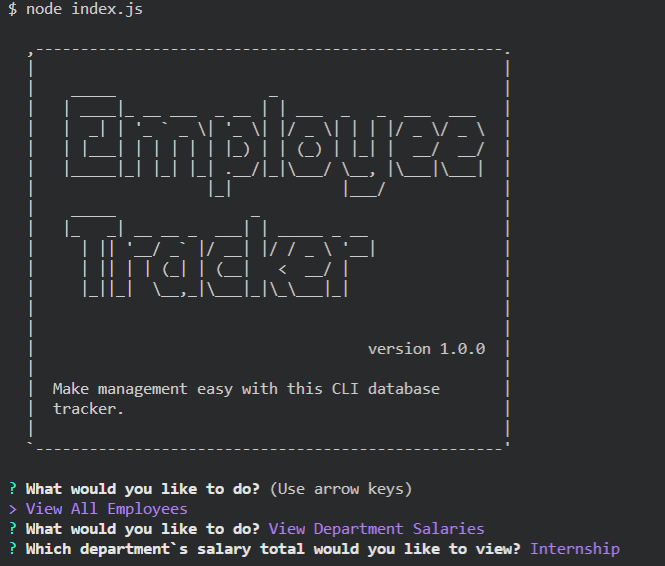 $ node index.js
Employee
Tracker
version 1.0.0
Make management easy with this CLI database
tracker.
? What would you like to do? (Use arrow keys)
> View All Employees
? What would you like to do? View Department Salaries
? Which department`s salary total would you like to view? Internship